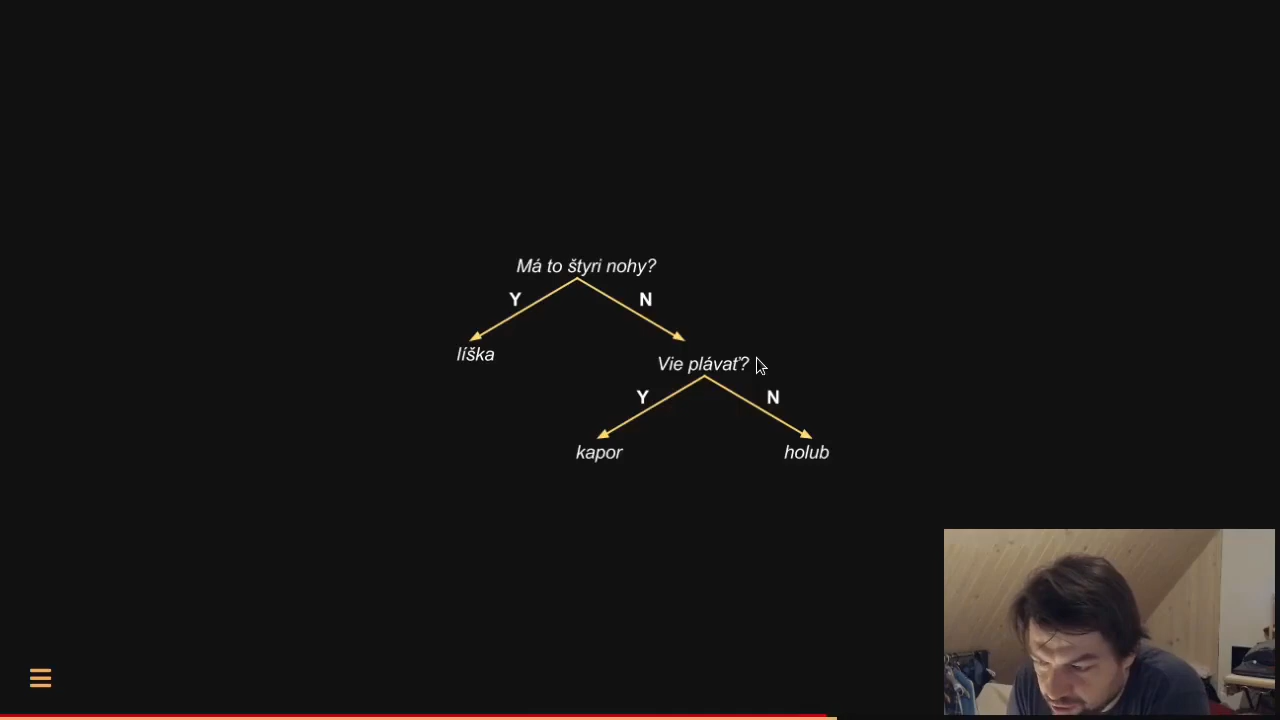 Má to štyri nohy?
Y
N
líška
Vie plávať?
Y
N
kapor
holub